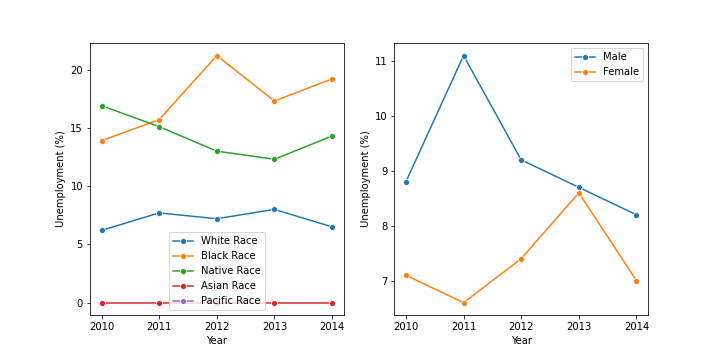 20
15
10
5
0
Unemployment (%)
2010 2011 2012 2013 2014
Year
White Race
Black Race
Native Race
Asian Race
Pacific Race
11
10
9
8
7
Unemployment (%)
2010 2011 2012 2013 2014
Year
Male
Female